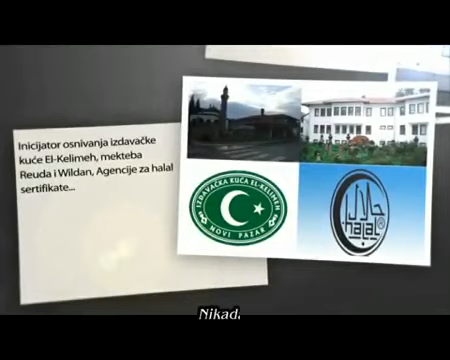 Inicijator osnivanja izdavačke
kuće El-Kelimeh, mekteba
Reuda i Wildan, Agencije za halal
sertifikate...
IZDAVAČKA KUĆA EL-KELIMEH
NOVI PAZAR
حلال
halal
Nikad.